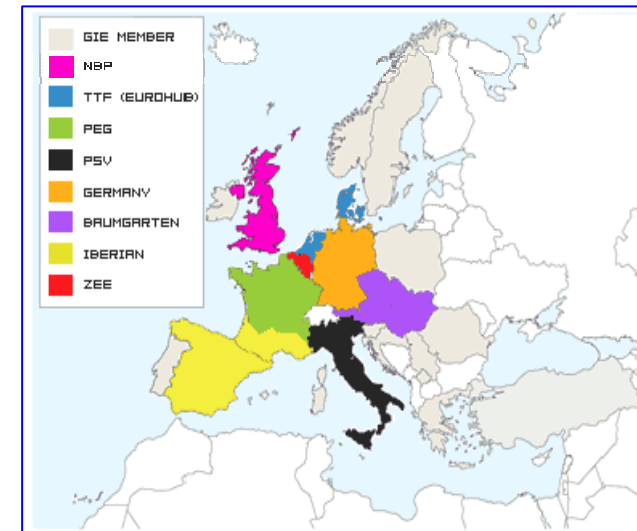 GIE MEMBER
NBP
TTF (EUROHUB)
PEG
PSV
GERMANY
BAUMGARTEN
IBERIAN
ZEE